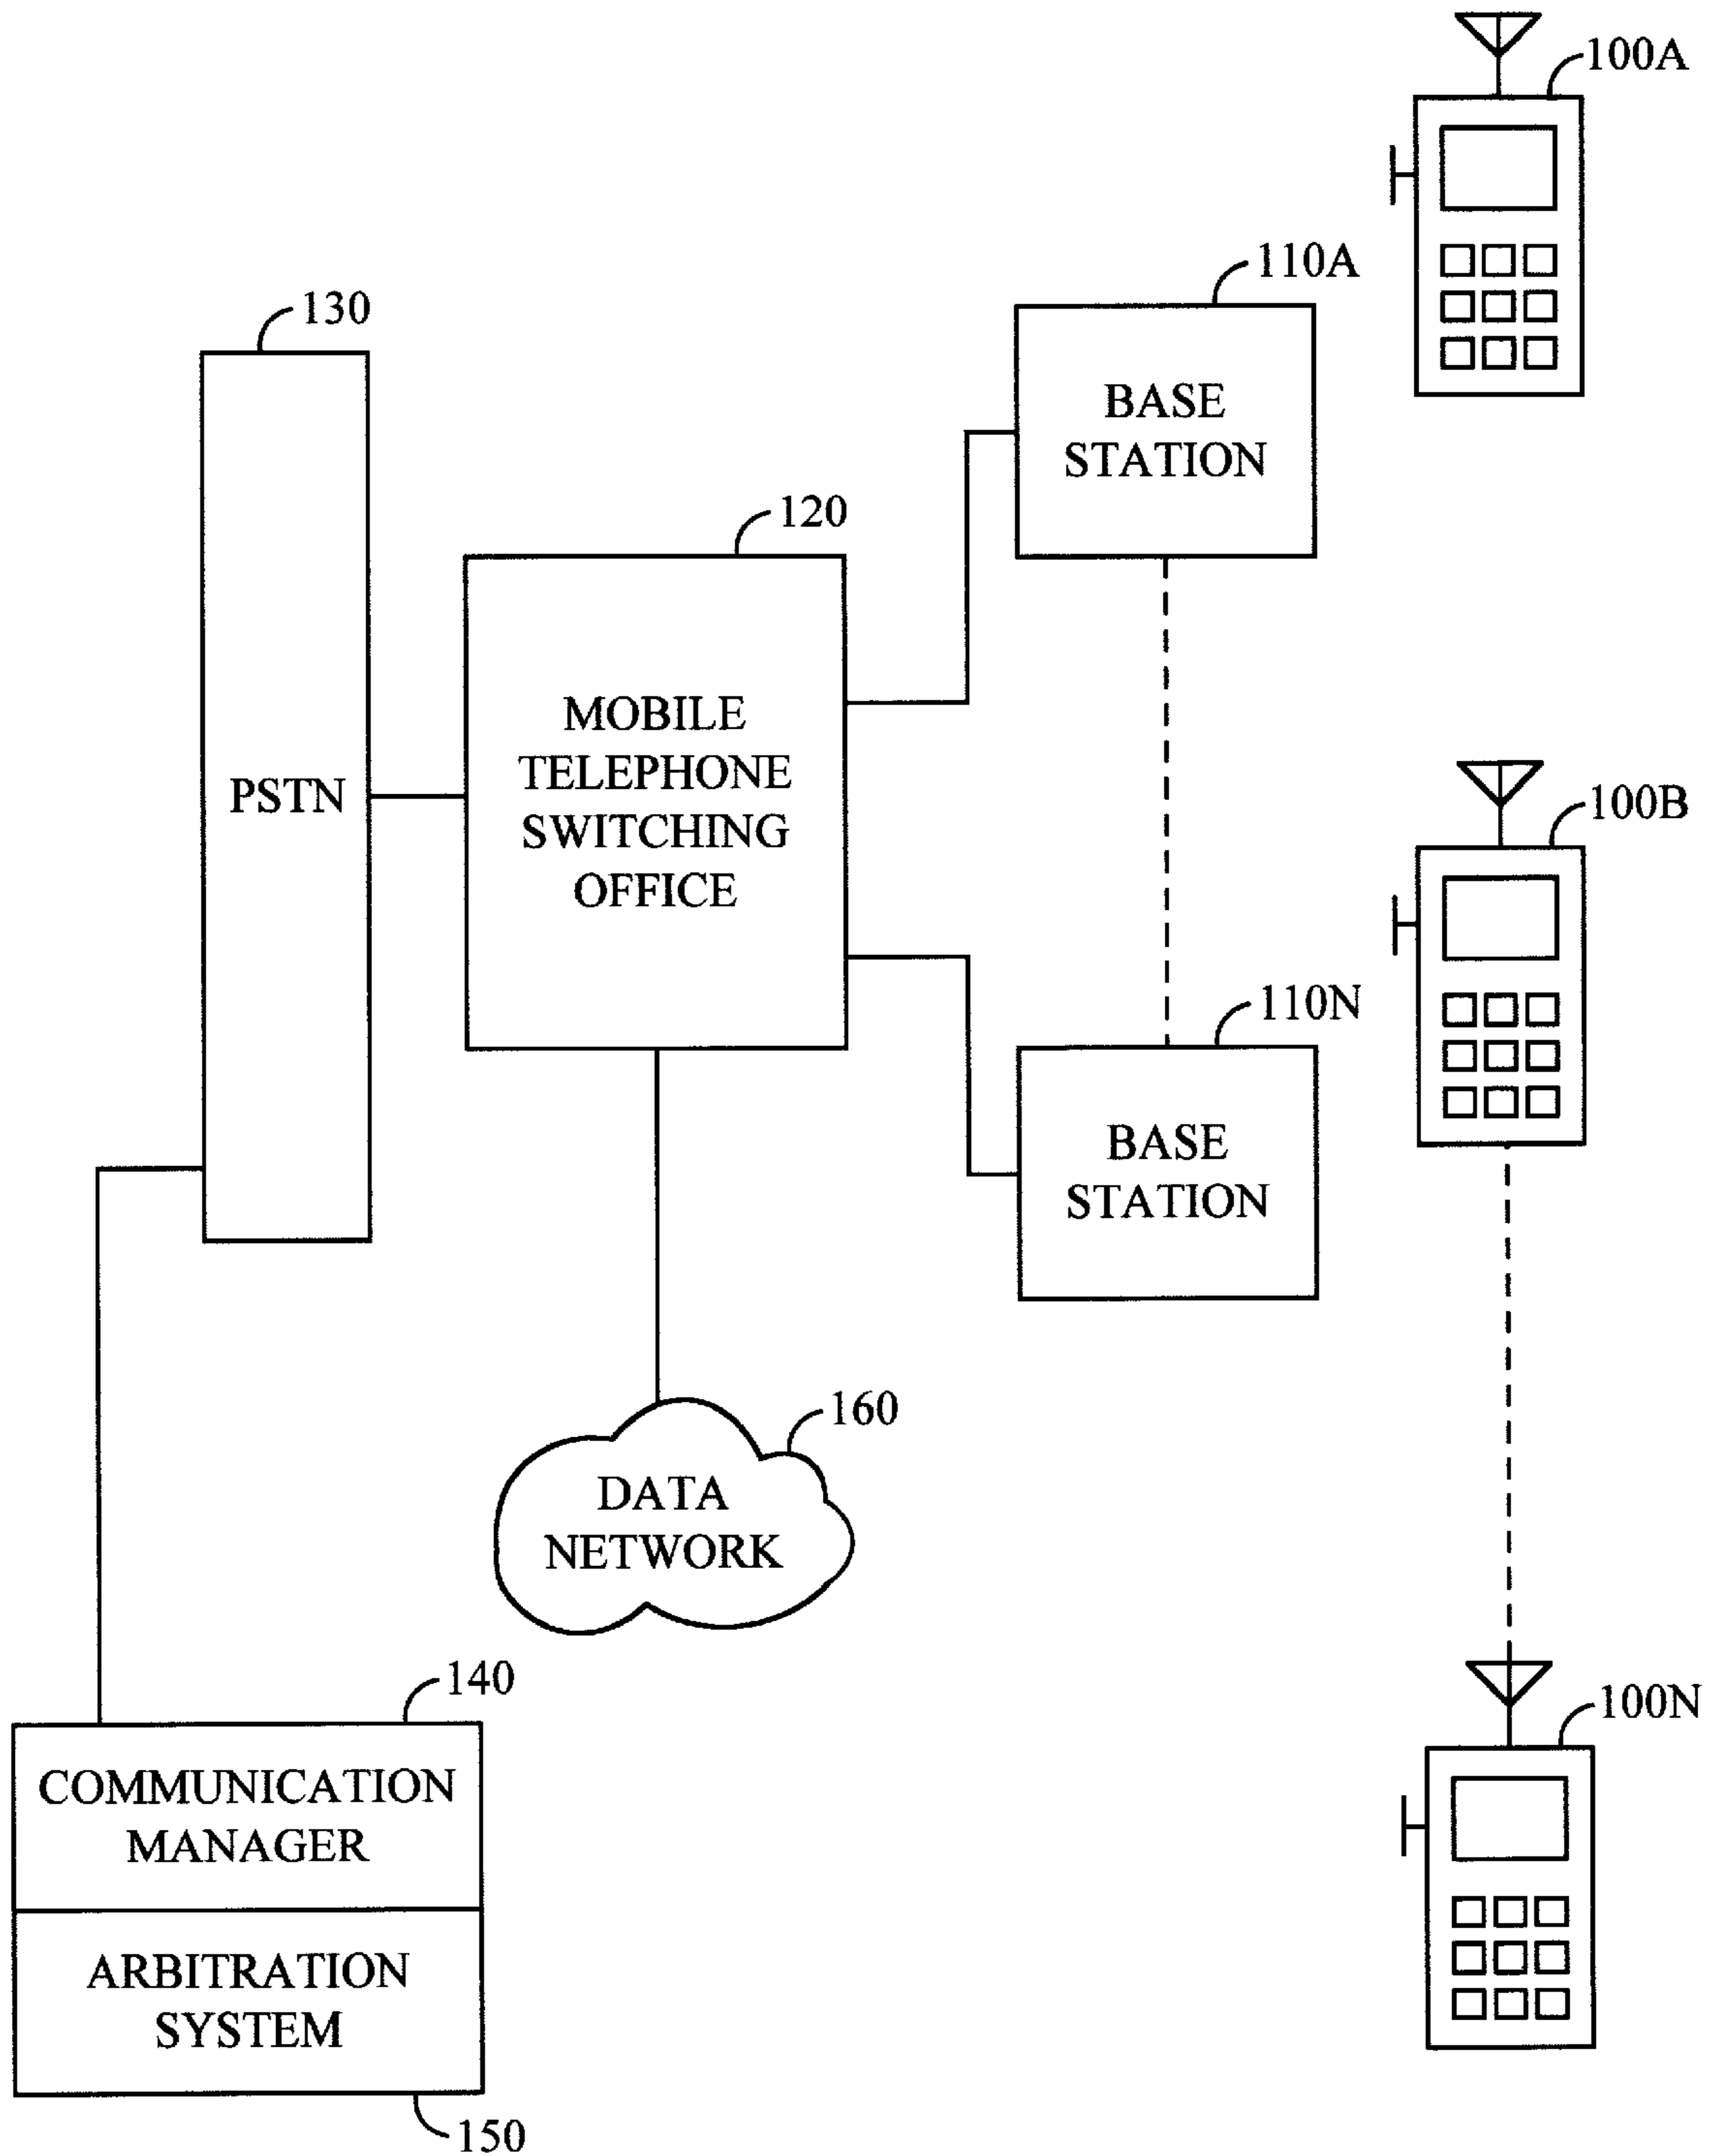 100A
110A
130
BASE
STATION
120
MOBILE
TELEPHONE
SWITCHING
OFFICE
PSTN
100B
110N
BASE
STATION
160
DATA
NETWORK
140
100N
COMMUNICATION
MANAGER
ARBITRATION
SYSTEM
150